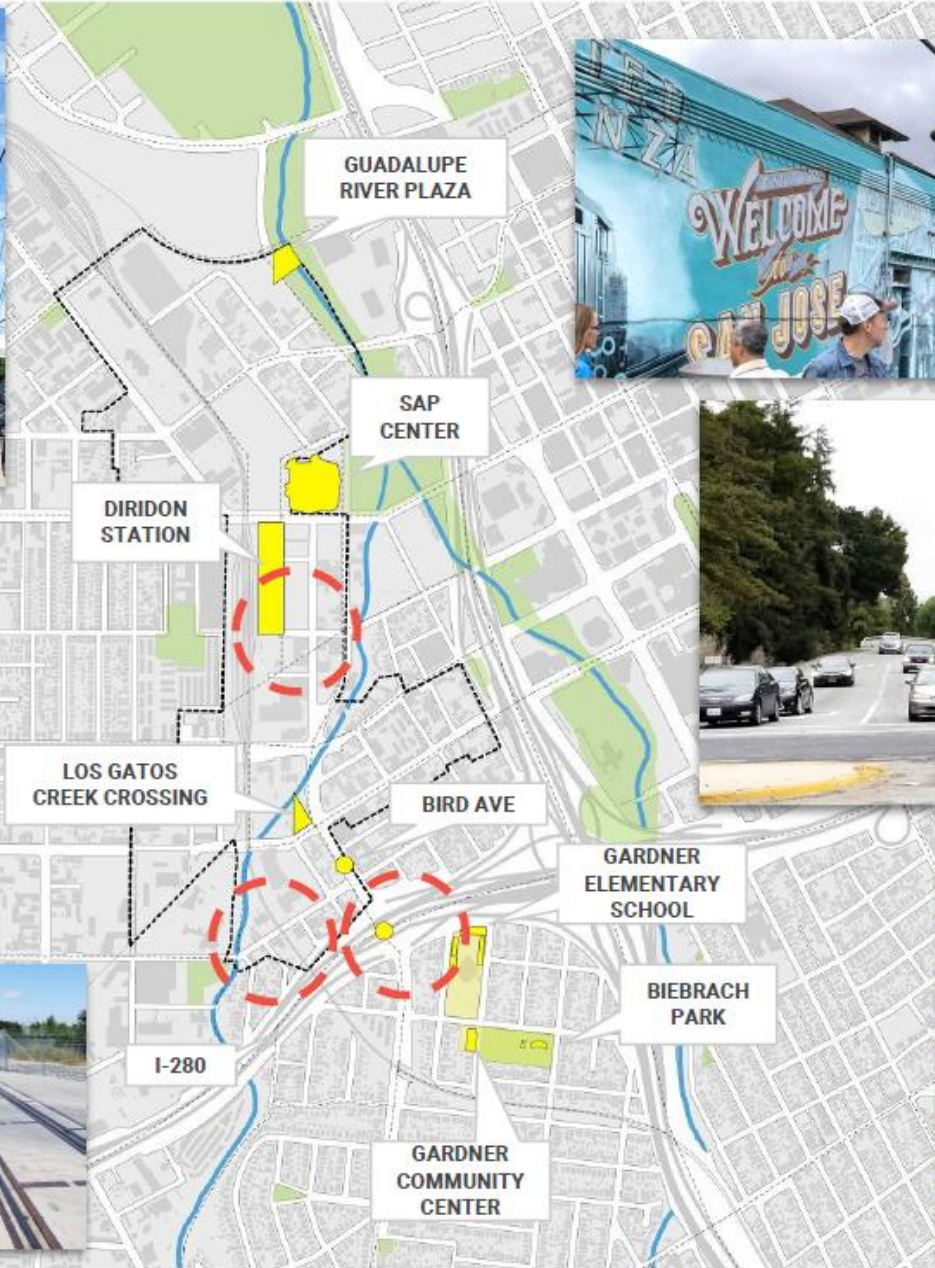 GUADALUPE
RIVER PLAZA
WELCOME
to
SAN JOSE
SAP
CENTER
DIRIDON
STATION
LOS GATOS
CREEK CROSSING
BIRD AVE
GARDNER
ELEMENTARY
SCHOOL
BIEBRACH
PARK
I-280
GARDNER
COMMUNITY
CENTER